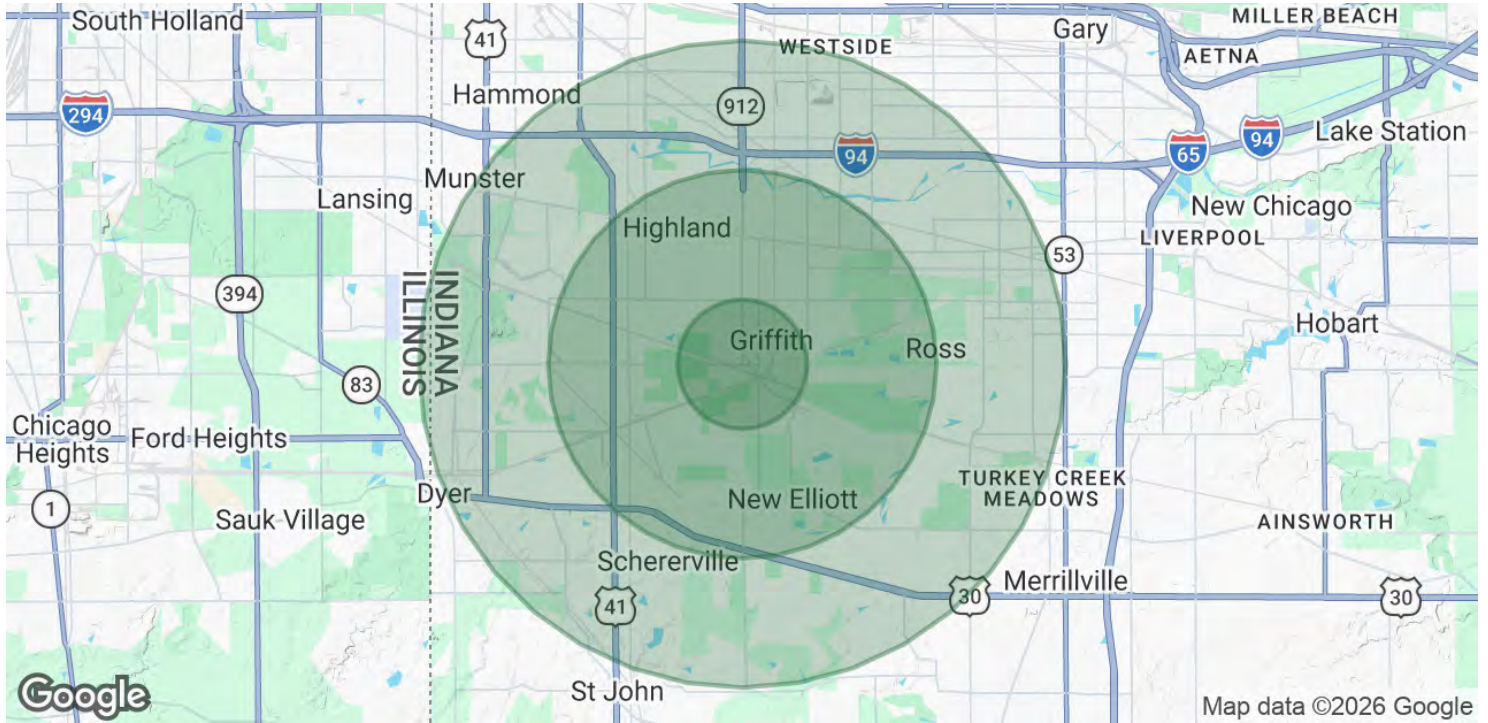 South Holland
41
Gary
MILLER BEACH
WESTSIDE
AETNA
Hammond
912
294
94
65
94
Lake Station
Munster
Lansing
New Chicago
Highland
LIVERPOOL
53
394
INDIANA
ILLINOIS
Hobart
Griffith
Ross
83
Chicago
Heights
Ford Heights
TURKEY CREEK
MEADOWS
Dyer
New Elliott
1
Sauk Village
AINSWORTH
Schererville
Merrillville
41
30
30
St John
Google
Map data ©2026 Google